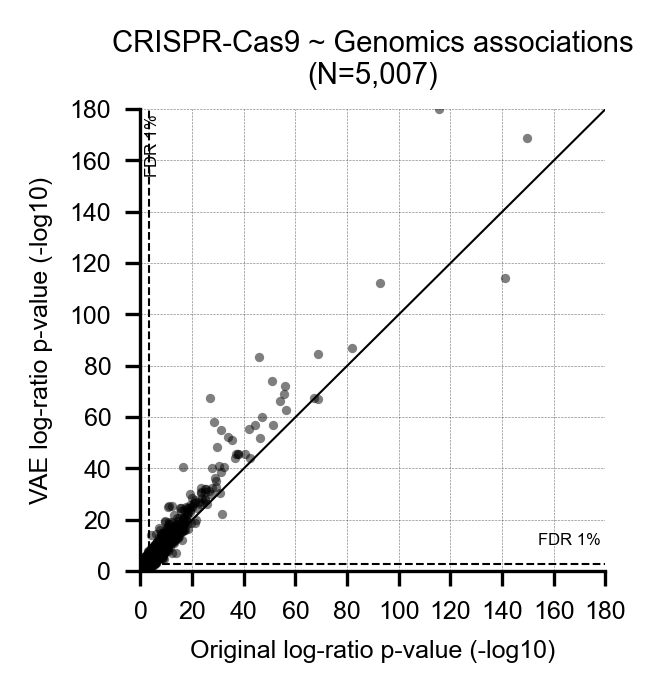 CRISPR-Cas9 ~ Genomics associations
(N=5,007)
VAE log-ratio p-value (-log10)
180
160
140
120
100
80
60
40
20
0
FDR 1%
FDR 1%
0 20 40 60 80 100 120 140 160 180
Original log-ratio p-value (-log10)